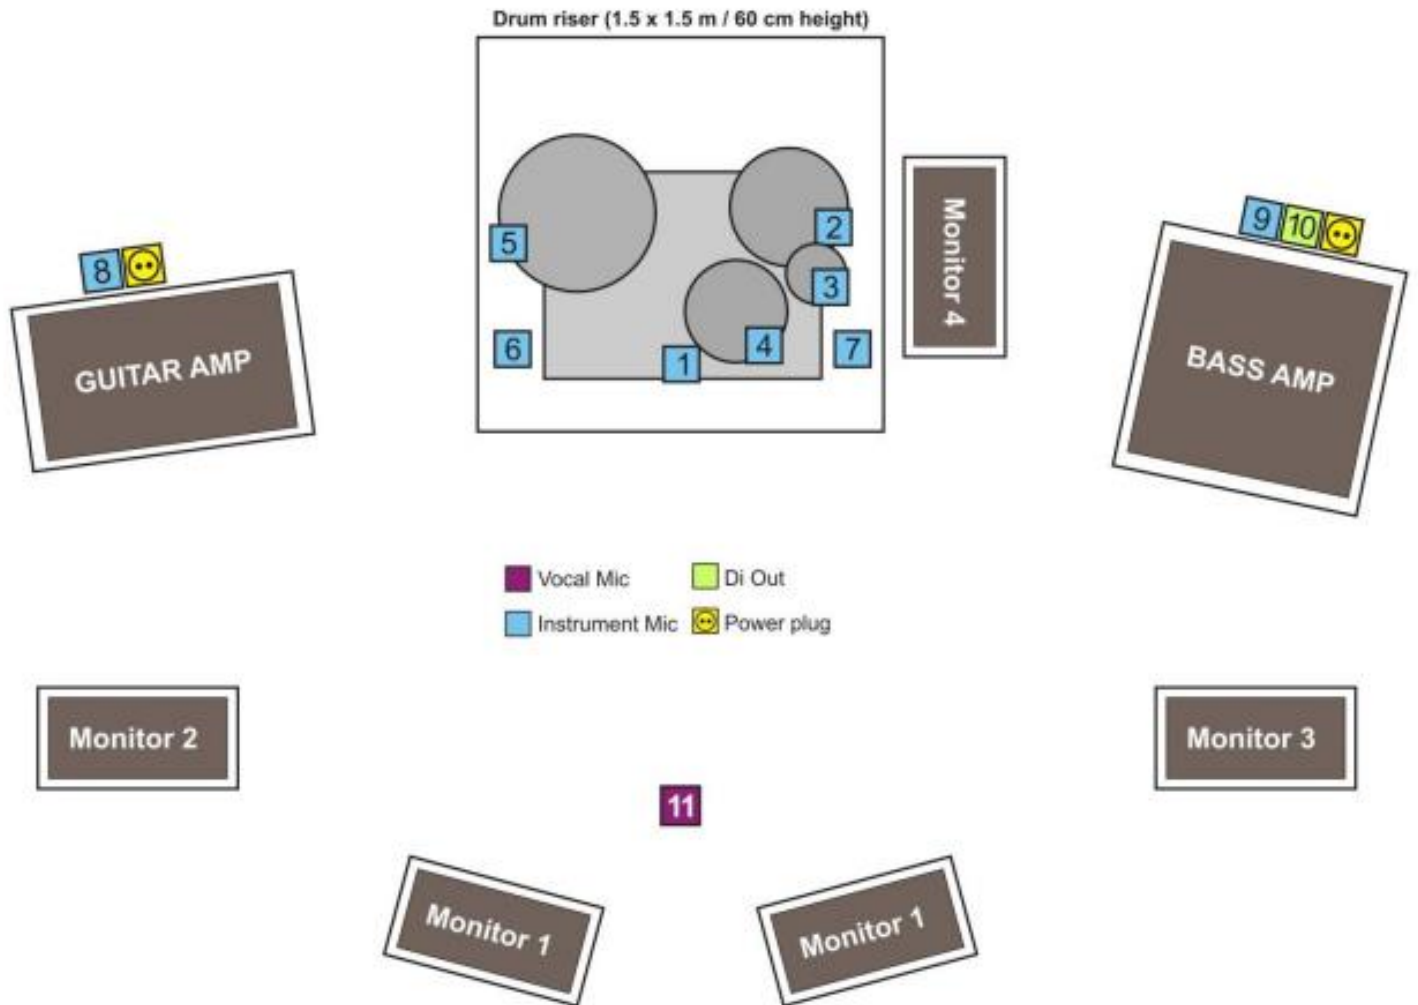 Drum riser (1.5 x 1.5 m / 60 cm height)
5
2
3
6
1
4
7
Monitor 4
8
GUITAR AMP
9 10
BASS AMP
Vocal Mic
Di Out
Instrument Mic
Power plug
Monitor 2
Monitor 3
11
Monitor 1
Monitor 1